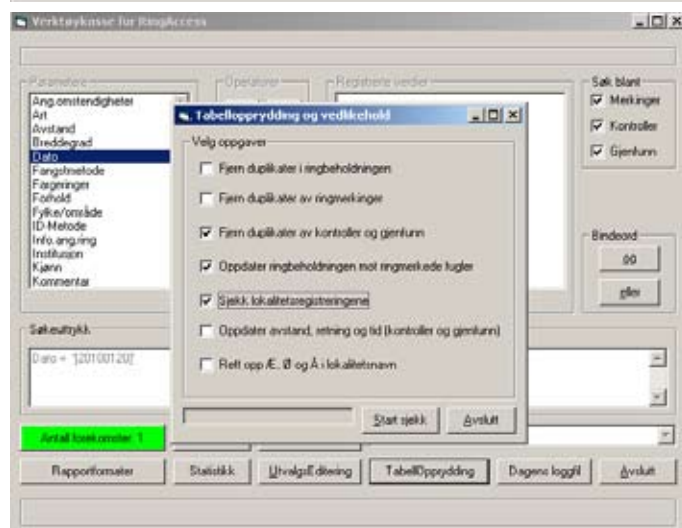 Verktøykasse for RingAccess
Parametere
Operatorer
Registrerte verdier
Søk blant
Ang.omstendigheter
Art
Avstand
Breddegrad
Dato
Fangstmetode
Fargeringer
Forhold
Fylke/område
ID-Metode
Info.ang.ring
Institusjon
Kjønn
Kommentar
Merkinger
Kontroller
Gjenfunn
Bindeord
og
eller
Tabellopprydding og vedlikehold
Velg oppgaver
Fjern duplikater i ringbeholdningen
Fjern duplikater av ringmerkinger
Fjern duplikater av kontroller og gjenfunn
Oppdater ringbeholdningen mot ringmerkede fugler
Sjekk lokalitetsregistreringene
Oppdater avstand, retning og tid (kontroller og gjenfunn)
Rett opp Æ, Ø og Å i lokalitetsnavn
Start sjekk
Avslutt
Søkeuttrykk
Dato =
Antall forekomster: 1
Rapportformater
Statistikk
UtvalgsEditering
TabellOpprydding
Dagens loggfil
Avslutt